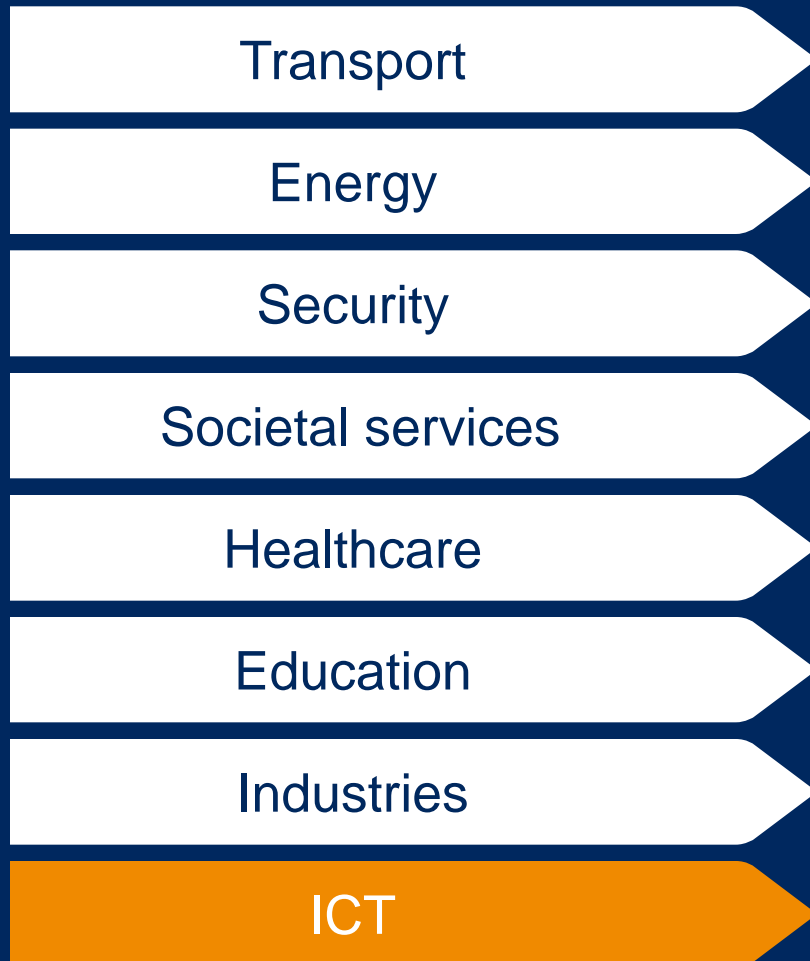 Transport
Energy
Security
Societal services
Healthcare
Education
Industries
ICT